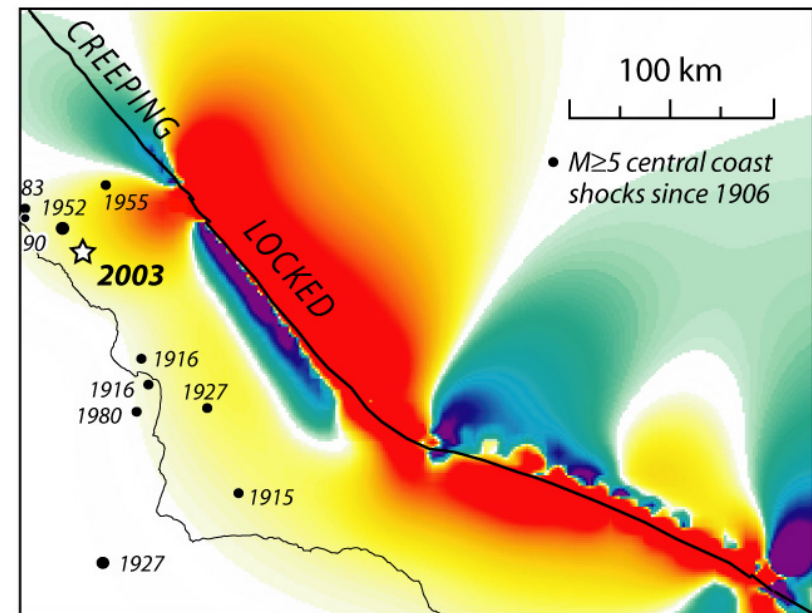 CREEPING
LOCKED
100 km
M≥5 central coast
shocks since 1906
83
1952
1955
90
2003
1916
1916
1927
1980
1915
1927